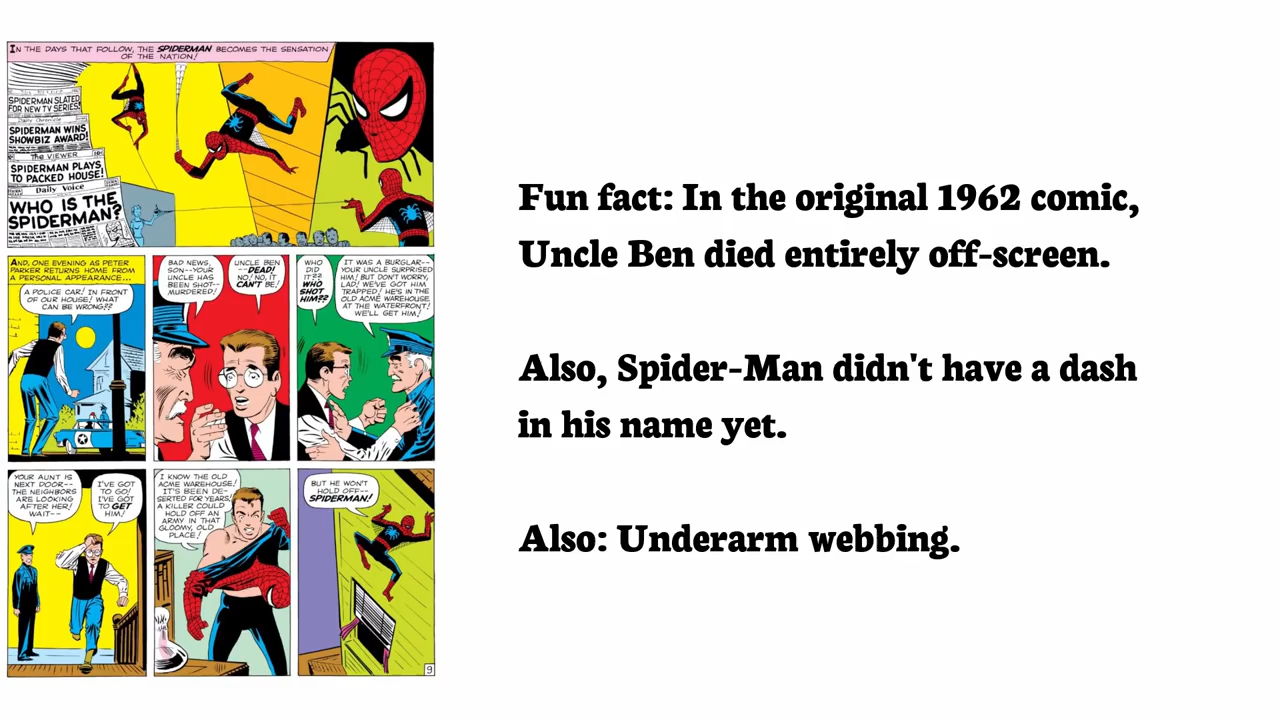 IN THE DAYS THAT FOLLOW, THE SPIDERMAN BECOMES THE SENSATION
OF THE NATION!
SPIDERMAN SLATED
FOR NEW TV SERIES!
Daily Chronicle
SPIDERMAN WINS
SHOWBIZ AWARD!
The VIEWER
SPIDERMAN PLAYS
TO PACKED HOUSE!
Daily Voice
WHO IS THE
SPIDERMAN?
AND, ONE EVENING AS PETER
PARKER RETURNS HOME FROM
A PERSONAL APPEARANCE...
A POLICE CAR! IN FRONT
OF OUR HOUSE! WHAT
CAN BE WRONG??
BAD NEWS,
SON--YOUR
UNCLE HAS
BEEN SHOT--
MURDERED!
UNCLE BEN
--DEAD!
NO! NO, IT
CAN'T BE!
WHO
DID
IT??
WHO
SHOT
HIM??
IT WAS A BURGLAR--
YOUR UNCLE SURPRISED
HIM! BUT DON'T WORRY,
LAD! WE'VE GOT HIM
TRAPPED! HE'S IN THE
OLD ACME WAREHOUSE
AT THE WATERFRONT!
WE'LL GET HIM!
YOUR AUNT IS
NEXT DOOR--
THE NEIGHBORS
ARE LOOKING
AFTER HER!
WAIT--
I'VE GOT
TO GO!
I'VE GOT
TO GET
HIM!
I KNOW THE OLD
ACME WAREHOUSE!
IT'S BEEN DE-
SERTED FOR YEARS!
A KILLER COULD
HOLD OFF AN
ARMY IN THAT
GLOOMY, OLD
PLACE!
BUT HE WON'T
HOLD OFF--
SPIDERMAN!
9
Fun fact: In the original 1962 comic,
Uncle Ben died entirely off-screen.
Also, Spider-Man didn't have a dash
in his name yet.
Also: Underarm webbing.